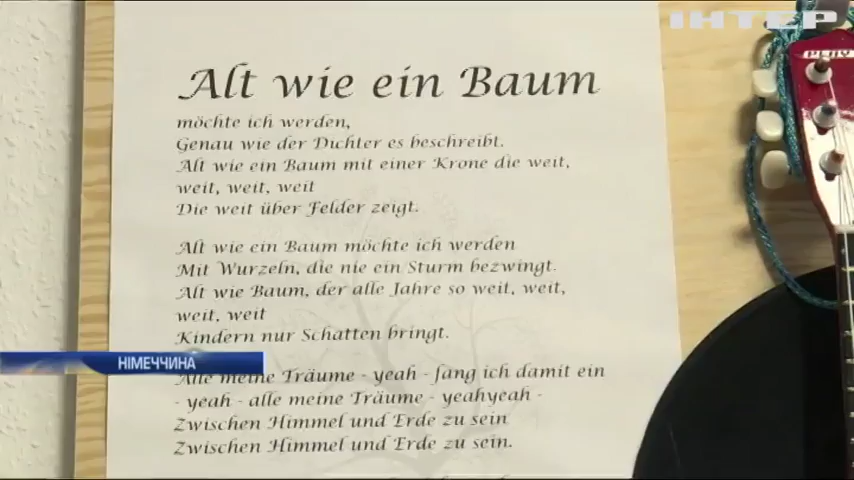 ІНТЕР
PLAY
Alt wie ein Baum
möchte ich werden,
Genau wie der Dichter es beschreibt.
Alt wie ein Baum mit einer Krone die weit,
weit, weit, weit
Die weit über Felder zeigt.
Alt wie ein Baum möchte ich werden
Mit Wurzeln, die nie ein Sturm bezwingt.
Alt wie Baum, der alle Jahre so weit, weit,
weit, weit
Kindern nur Schatten bringt.
НІМЕЧЧИНА
Alle meine Träume - yeah - fang ich damit ein
- yeah - alle meine Träume - yeahyeah -
Zwischen Himmel und Erde zu sein
Zwischen Himmel und Erde zu sein.